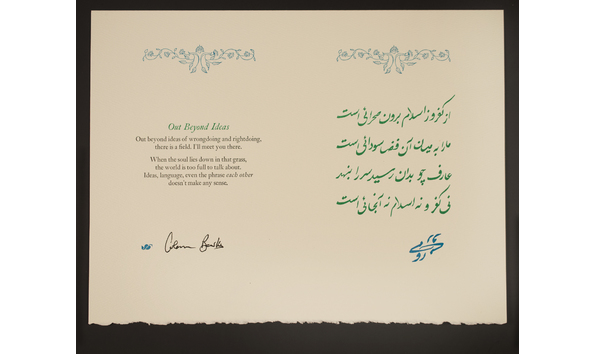 Out Beyond Ideas
Out beyond ideas of wrongdoing and rightdoing,
there is a field. I'll meet you there.
When the soul lies down in that grass,
the world is too full to talk about.
Ideas, language, even the phrase each other
doesn't make any sense.
Coleman Barks
از کفر و ز اسلام برون صحرائی است
ما را به میان آن فضا سودائی است
عارف چو بدان رسید سر را بنهد
نی کفر و نه اسلام نه آنجا جائی است
رومی